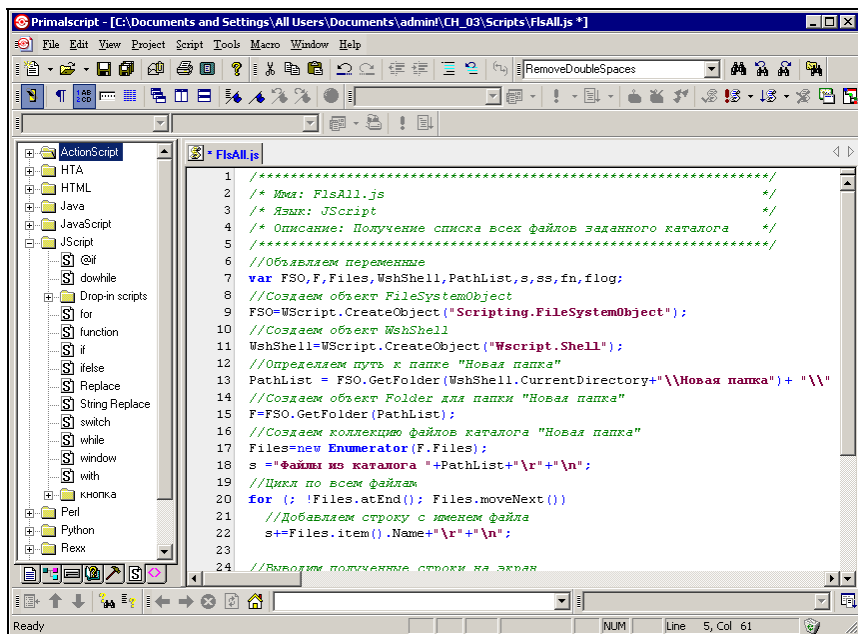 Primalscript - [C:\Documents and Settings\All Users\Documents\admin!\CH_03\Scripts\FlsAll.js *]
File Edit View Project Script Tools Macro Window Help
RemoveDoubleSpaces
ActionScript
HTA
HTML
Java
JavaScript
JScript
@if
dowhile
Drop-in scripts
for
function
if
ifelse
Replace
String Replace
switch
while
window
with
кнопка
Perl
Python
Rexx
* FlsAll.js
1 /*****************************************************************/
2 /* Имя: FlsAll.js */
3 /* Язык: JScript */
4 /* Описание: Получение списка всех файлов заданного каталога */
5 /*****************************************************************/
6 //Объявляем переменные
7 var FSO,F,Files,WshShell,PathList,s,ss,fn,flog;
8 //Создаем объект FileSystemObject
9 FSO=WScript.CreateObject("Scripting.FileSystemObject");
10 //Создаем объект WshShell
11 WshShell=WScript.CreateObject("Wscript.Shell");
12 //Определяем путь к папке "Новая папка"
13 PathList = FSO.GetFolder(WshShell.CurrentDirectory+"\\Новая папка")+ "\\"
14 //Создаем объект Folder для папки "Новая папка"
15 F=FSO.GetFolder(PathList);
16 //Создаем коллекцию файлов каталога "Новая папка"
17 Files=new Enumerator(F.Files);
18 s ="Файлы из каталога "+PathList+"\r"+"\n";
19 //Цикл по всем файлам
20 for (; !Files.atEnd(); Files.moveNext())
21 //Добавляем строку с именем файла
22 s+=Files.item().Name+"\r"+"\n";
23
24 //Выводим полученные строки на экран
Ready
NUM
Line 5, Col 61